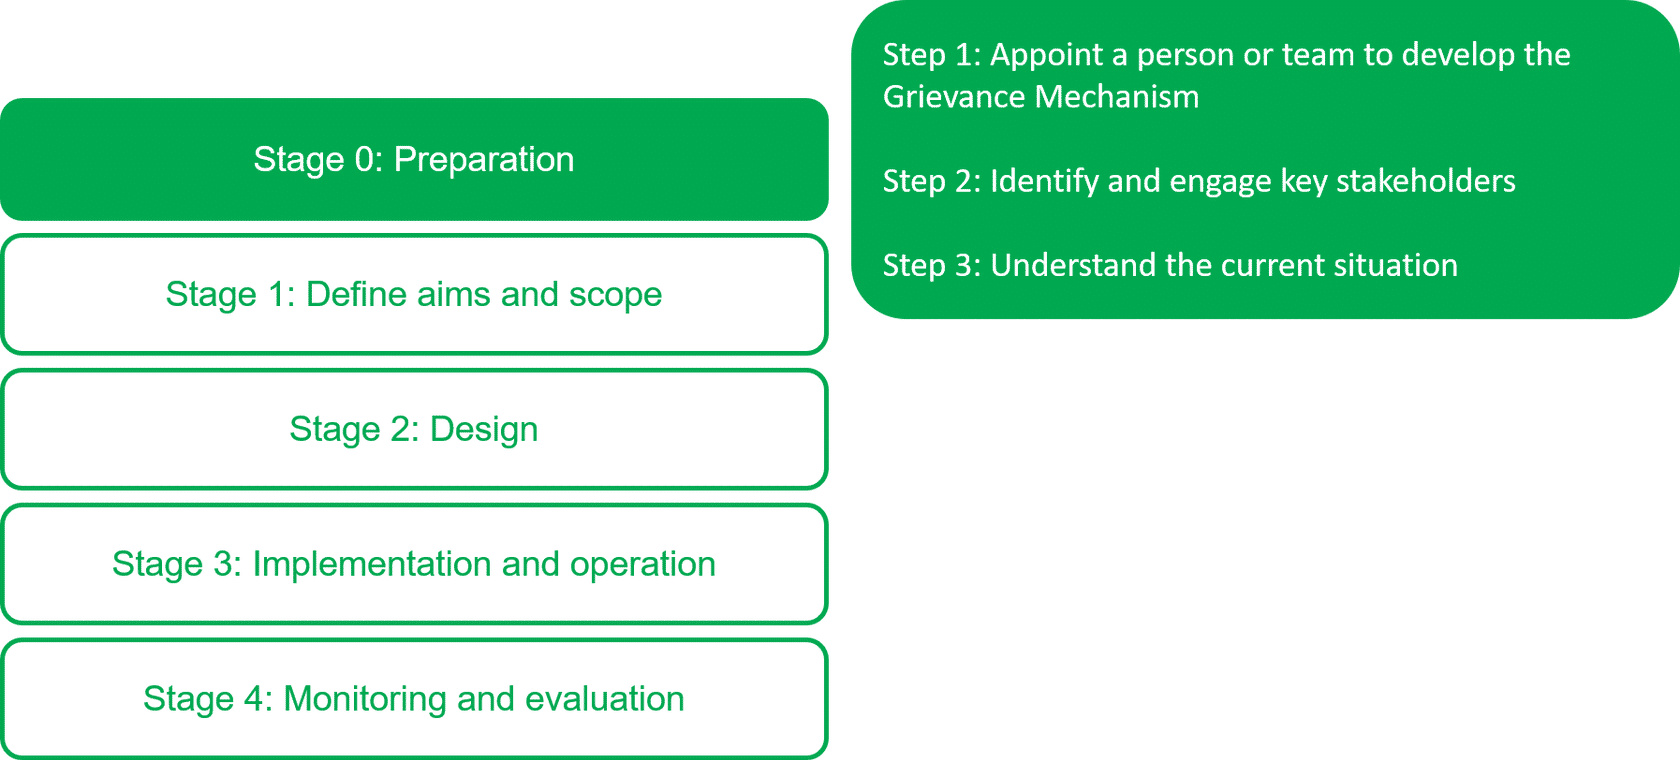 Stage 0: Preparation
Stage 1: Define aims and scope
Stage 2: Design
Stage 3: Implementation and operation
Stage 4: Monitoring and evaluation
Step 1: Appoint a person or team to develop the
Grievance Mechanism
Step 2: Identify and engage key stakeholders
Step 3: Understand the current situation